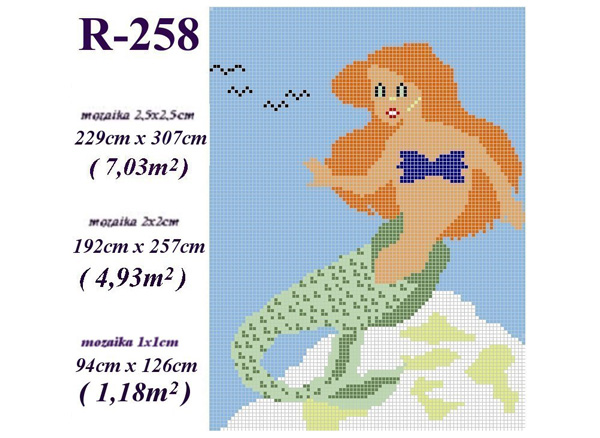 R-258
mozaika 2,5x2,5cm
229cm x 307cm
( 7,03m² )
mozaika 2x2cm
192cm x 257cm
( 4,93m² )
mozaika 1x1cm
94cm x 126cm
( 1,18m² )